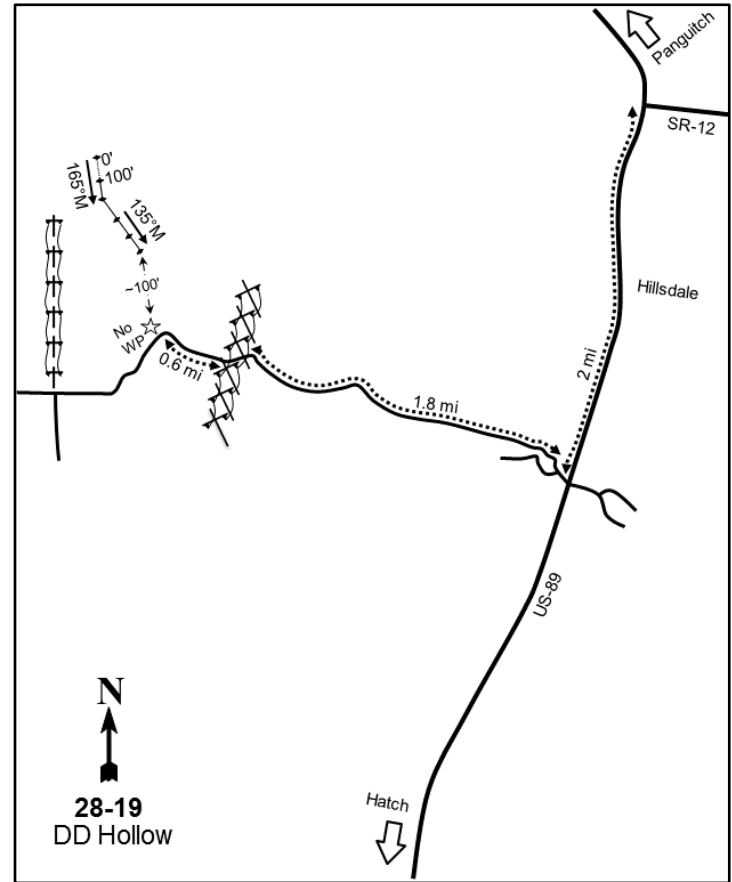 Panguitch
SR-12
0'
100'
165°M
135°M
~100'
No
WP
0.6 mi
1.8 mi
2 mi
Hillsdale
US-89
Hatch
N
28-19
DD Hollow